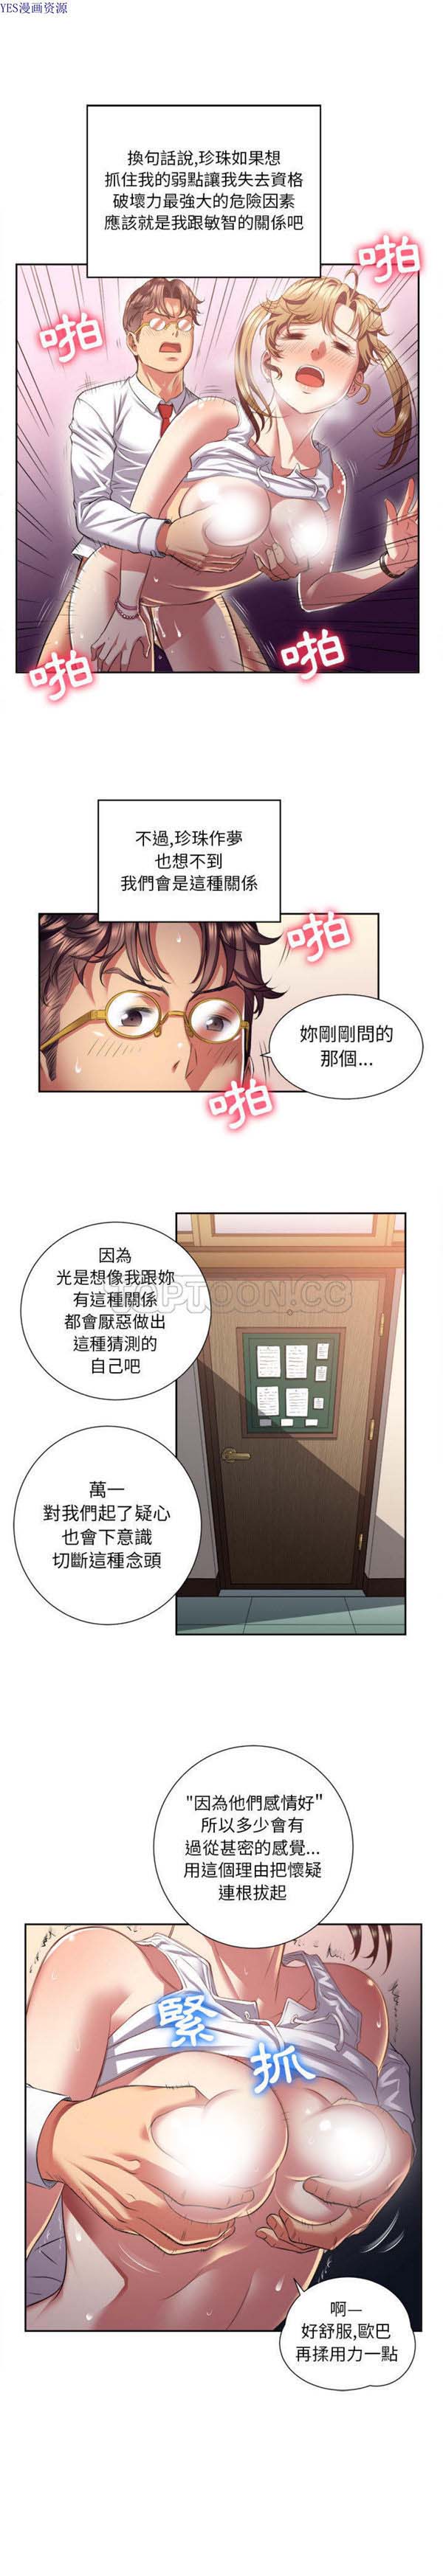 YES漫画资源
換句話說,珍珠如果想
抓住我的弱點讓我失去資格
破壞力最強大的危險因素
應該就是我跟敏智的關係吧
啪
啪
啪
啪
不過,珍珠作夢
也想不到
我們會是這種關係
啪
妳剛剛問的
那個...
啪
因為
光是想像我跟妳
有這種關係
都會厭惡做出
這種猜測的
自己吧
TOPTOON.CC
萬一
對我們起了疑心
也會下意識
切斷這種念頭
"因為他們感情好"
所以多少會有
過從甚密的感覺...
用這個理由把懷疑
連根拔起
緊
抓
啊—
好舒服,歐巴
再揉用力一點